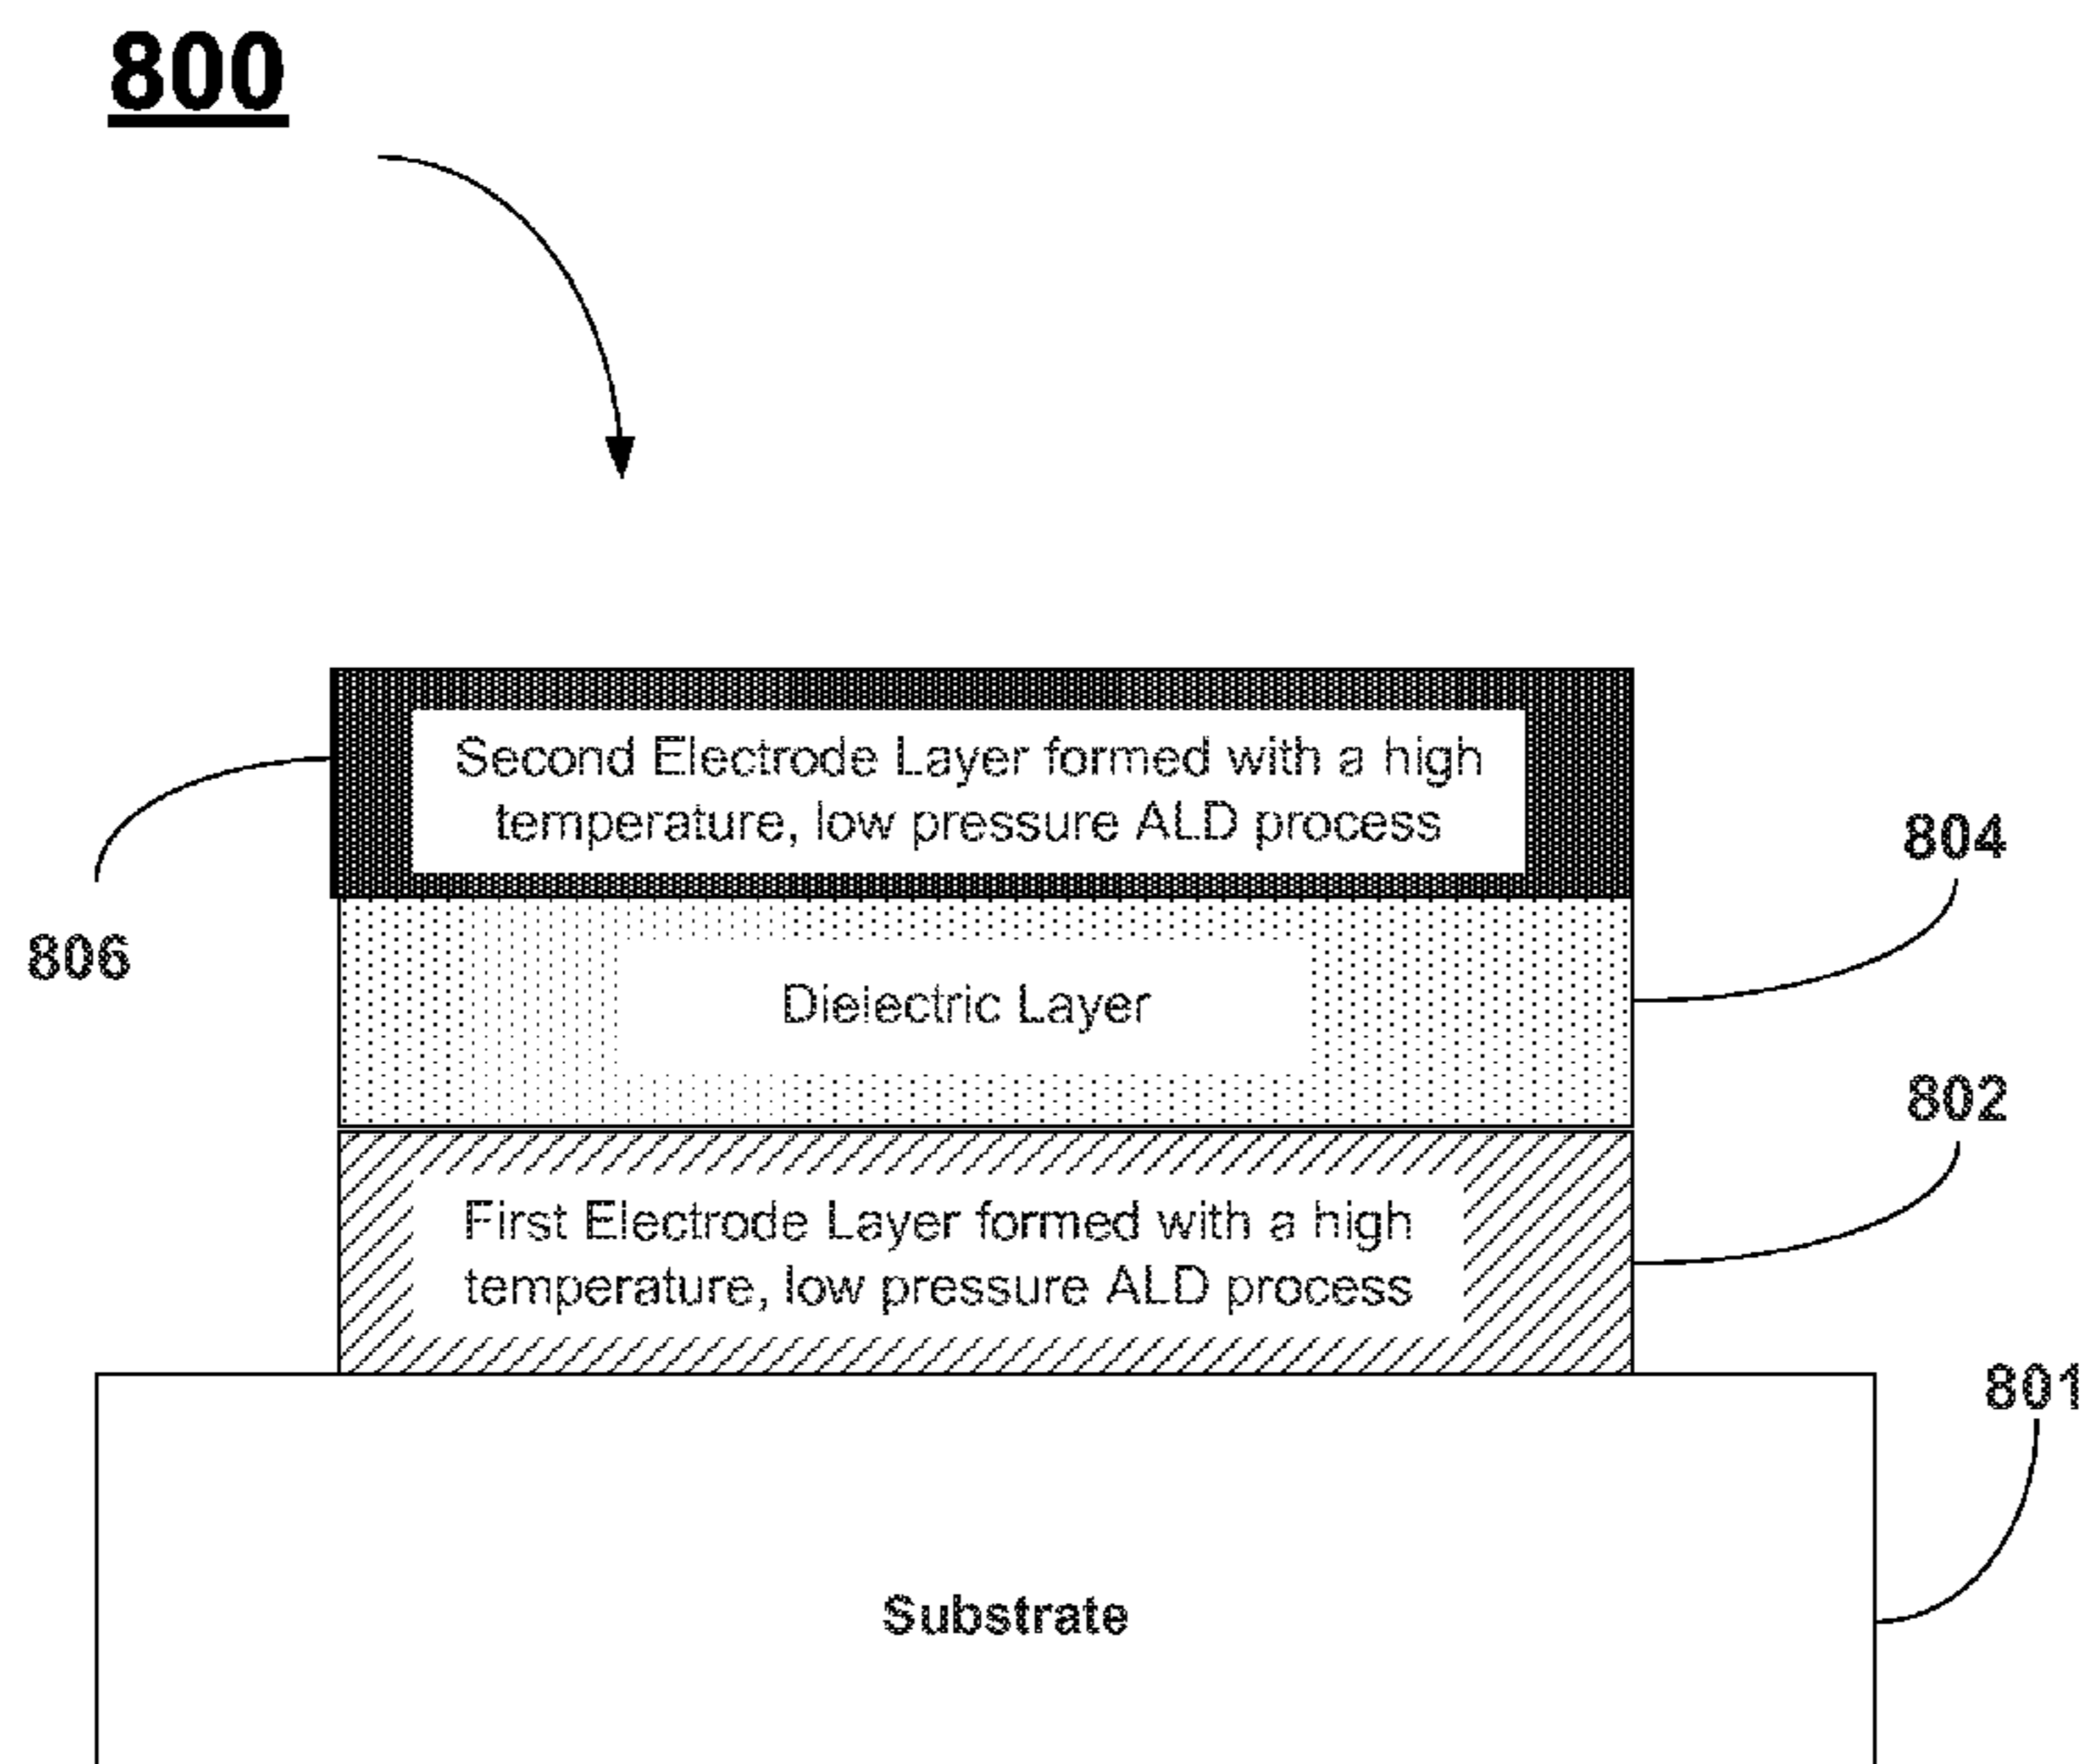 800
Second Electrode Layer formed with a high
temperature, low pressure ALD process
804
806
Dielectric Layer
802
First Electrode Layer formed with a high
temperature, low pressure ALD process
801
Substrate